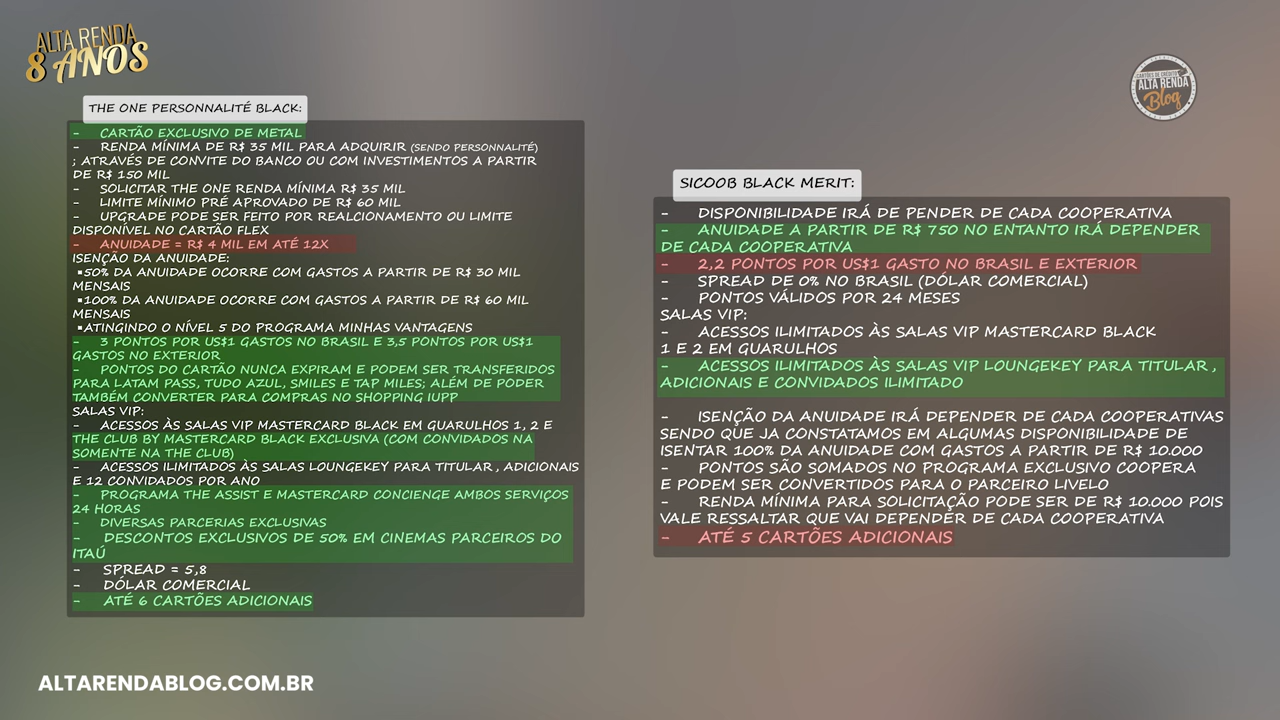 ALTA RENDA
8 ANOS
CARTÕES DE CRÉDITO
ALTA RENDA
Blog
THE ONE PERSONNALITÉ BLACK:
- CARTÃO EXCLUSIVO DE METAL
- RENDA MÍNIMA DE R$ 35 MIL PARA ADQUIRIR (SENDO PERSONNALITÉ)
; ATRAVÉS DE CONVITE DO BANCO OU COM INVESTIMENTOS A PARTIR
DE R$ 150 MIL
- SOLICITAR THE ONE RENDA MÍNIMA R$ 35 MIL
- LIMITE MÍNIMO PRÉ APROVADO DE R$ 60 MIL
- UPGRADE PODE SER FEITO POR REALCIONAMENTO OU LIMITE
DISPONÍVEL NO CARTÃO FLEX
- ANUIDADE = R$ 4 MIL EM ATÉ 12X
ISENÇÃO DA ANUIDADE:
▪50% DA ANUIDADE OCORRE COM GASTOS A PARTIR DE R$ 30 MIL
MENSAIS
▪100% DA ANUIDADE OCORRE COM GASTOS A PARTIR DE R$ 60 MIL
MENSAIS
▪ATINGINDO O NÍVEL 5 DO PROGRAMA MINHAS VANTAGENS
- 3 PONTOS POR US$1 GASTOS NO BRASIL E 3,5 PONTOS POR US$1
GASTOS NO EXTERIOR
- PONTOS DO CARTÃO NUNCA EXPIRAM E PODEM SER TRANSFERIDOS
PARA LATAM PASS, TUDO AZUL, SMILES E TAP MILES; ALÉM DE PODER
TAMBÉM CONVERTER PARA COMPRAS NO SHOPPING IUPP
SALAS VIP:
- ACESSOS ÀS SALAS VIP MASTERCARD BLACK EM GUARULHOS 1, 2 E
THE CLUB BY MASTERCARD BLACK EXCLUSIVA (COM CONVIDADOS NA
SOMENTE NA THE CLUB)
- ACESSOS ILIMITADOS ÀS SALAS LOUNGEKEY PARA TITULAR , ADICIONAIS
E 12 CONVIDADOS POR ANO
- PROGRAMA THE ASSIST E MASTERCARD CONCIENGE AMBOS SERVIÇOS
24 HORAS
- DIVERSAS PARCERIAS EXCLUSIVAS
- DESCONTOS EXCLUSIVOS DE 50% EM CINEMAS PARCEIROS DO
ITAÚ
- SPREAD = 5,8
- DÓLAR COMERCIAL
- ATÉ 6 CARTÕES ADICIONAIS
SICOOB BLACK MERIT:
- DISPONIBILIDADE IRÁ DE PENDER DE CADA COOPERATIVA
- ANUIDADE A PARTIR DE R$ 750 NO ENTANTO IRÁ DEPENDER
DE CADA COOPERATIVA
- 2,2 PONTOS POR US$1 GASTO NO BRASIL E EXTERIOR
- SPREAD DE 0% NO BRASIL (DÓLAR COMERCIAL)
- PONTOS VÁLIDOS POR 24 MESES
SALAS VIP:
- ACESSOS ILIMITADOS ÀS SALAS VIP MASTERCARD BLACK
1 E 2 EM GUARULHOS
- ACESSOS ILIMITADOS ÀS SALAS VIP LOUNGEKEY PARA TITULAR ,
ADICIONAIS E CONVIDADOS ILIMITADO
- ISENÇÃO DA ANUIDADE IRÁ DEPENDER DE CADA COOPERATIVAS
SENDO QUE JA CONSTATAMOS EM ALGUMAS DISPONIBILIDADE DE
ISENTAR 100% DA ANUIDADE COM GASTOS A PARTIR DE R$ 10.000
- PONTOS SÃO SOMADOS NO PROGRAMA EXCLUSIVO COOPERA
E PODEM SER CONVERTIDOS PARA O PARCEIRO LIVELO
- RENDA MÍNIMA PARA SOLICITAÇÃO PODE SER DE R$ 10.000 POIS
VALE RESSALTAR QUE VAI DEPENDER DE CADA COOPERATIVA
- ATÉ 5 CARTÕES ADICIONAIS
ALTARENDABLOG.COM.BR